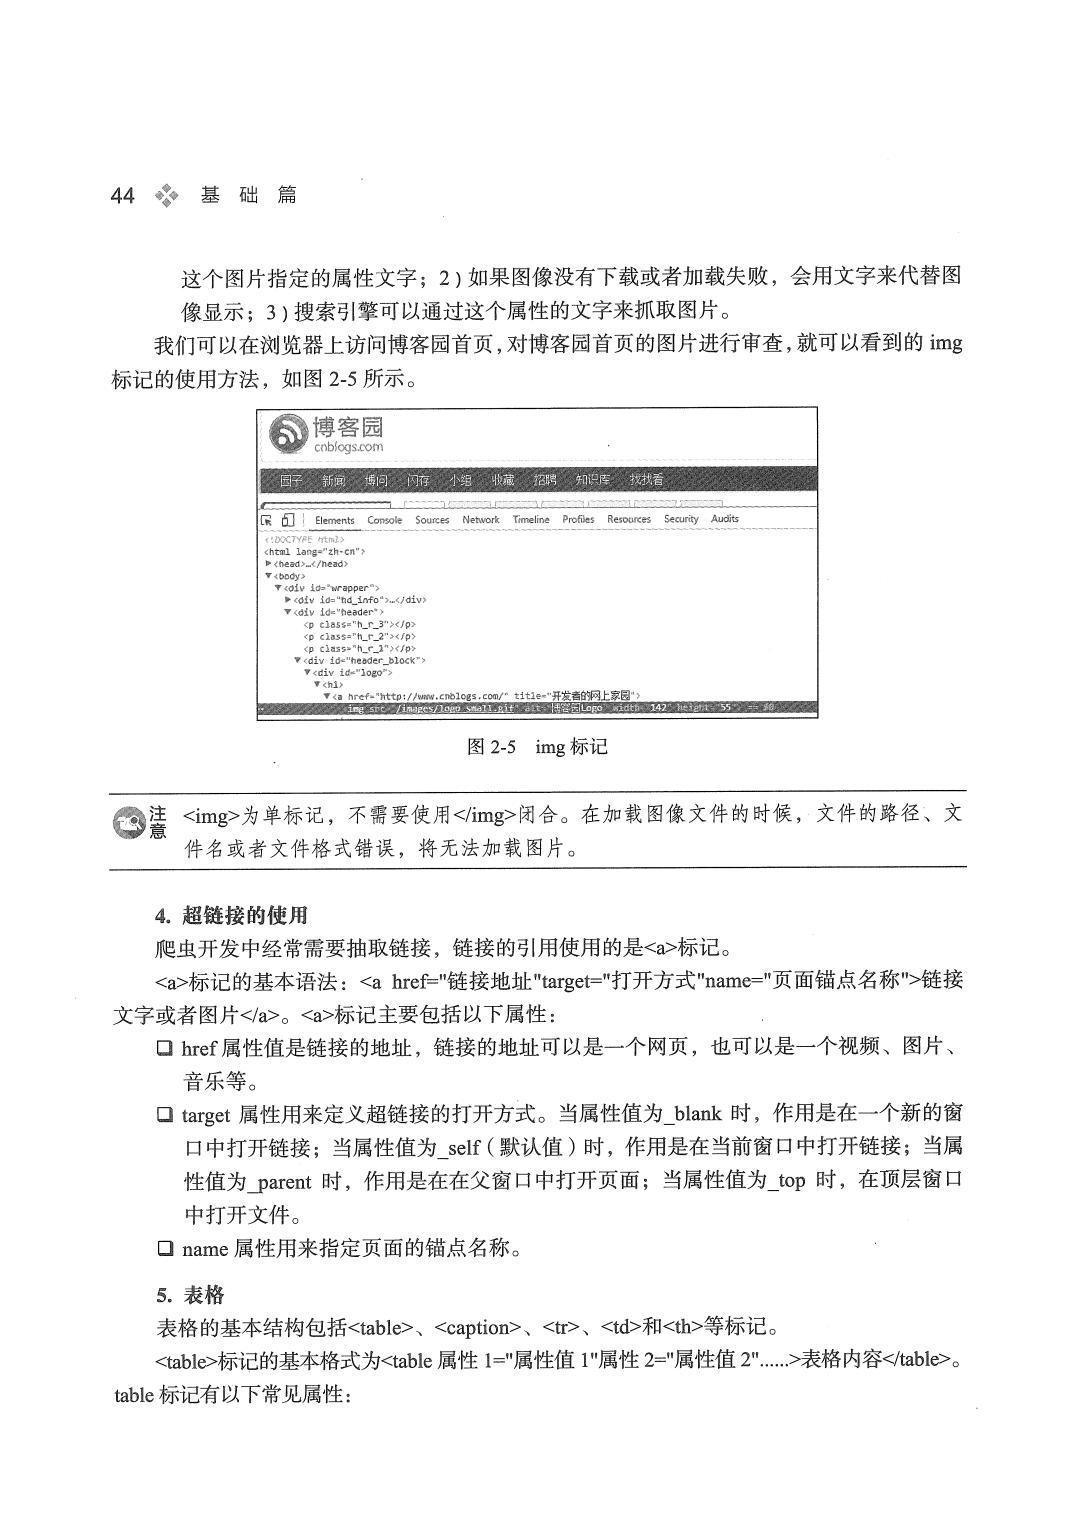 44 基 础 篇
这个图片指定的属性文字；2）如果图像没有下载或者加载失败，会用文字来代替图
像显示；3）搜索引擎可以通过这个属性的文字来抓取图片。
我们可以在浏览器上访问博客园首页，对博客园首页的图片进行审查，就可以看到的 img
标记的使用方法，如图 2-5 所示。
博客园
cnblogs.com
园子 新闻 博问 闪存 小组 收藏 招聘 知识库 找找看
Elements Console Sources Network Timeline Profiles Resources Security Audits
<!DOCTYPE html>
<html lang="zh-cn">
▶<head>…</head>
▼<body>
▼<div id="wrapper">
▶<div id="hd_info">…</div>
▼<div id="header">
<p class="h_r_3"></p>
<p class="h_r_2"></p>
<p class="h_r_1"></p>
▼<div id="header_block">
▼<div id="logo">
▼<h1>
▼<a href="http://www.cnblogs.com/" title="开发者的网上家园">
img src="/images/logo_small.gif" alt="博客园Logo" width="142" height="55" == $0
图 2-5 img 标记
注意 <img>为单标记，不需要使用</img>闭合。在加载图像文件的时候，文件的路径、文
件名或者文件格式错误，将无法加载图片。
4. 超链接的使用
爬虫开发中经常需要抽取链接，链接的引用使用的是<a>标记。
<a>标记的基本语法：<a href="链接地址"target="打开方式"name="页面锚点名称">链接
文字或者图片</a>。<a>标记主要包括以下属性：
❑ href 属性值是链接的地址，链接的地址可以是一个网页，也可以是一个视频、图片、
音乐等。
❑ target 属性用来定义超链接的打开方式。当属性值为_blank 时，作用是在一个新的窗
口中打开链接；当属性值为_self（默认值）时，作用是在当前窗口中打开链接；当属
性值为_parent 时，作用是在在父窗口中打开页面；当属性值为_top 时，在顶层窗口
中打开文件。
❑ name 属性用来指定页面的锚点名称。
5. 表格
表格的基本结构包括<table>、<caption>、<tr>、<td>和<th>等标记。
<table>标记的基本格式为<table 属性 1="属性值 1"属性 2="属性值 2"......>表格内容</table>。
table 标记有以下常见属性：